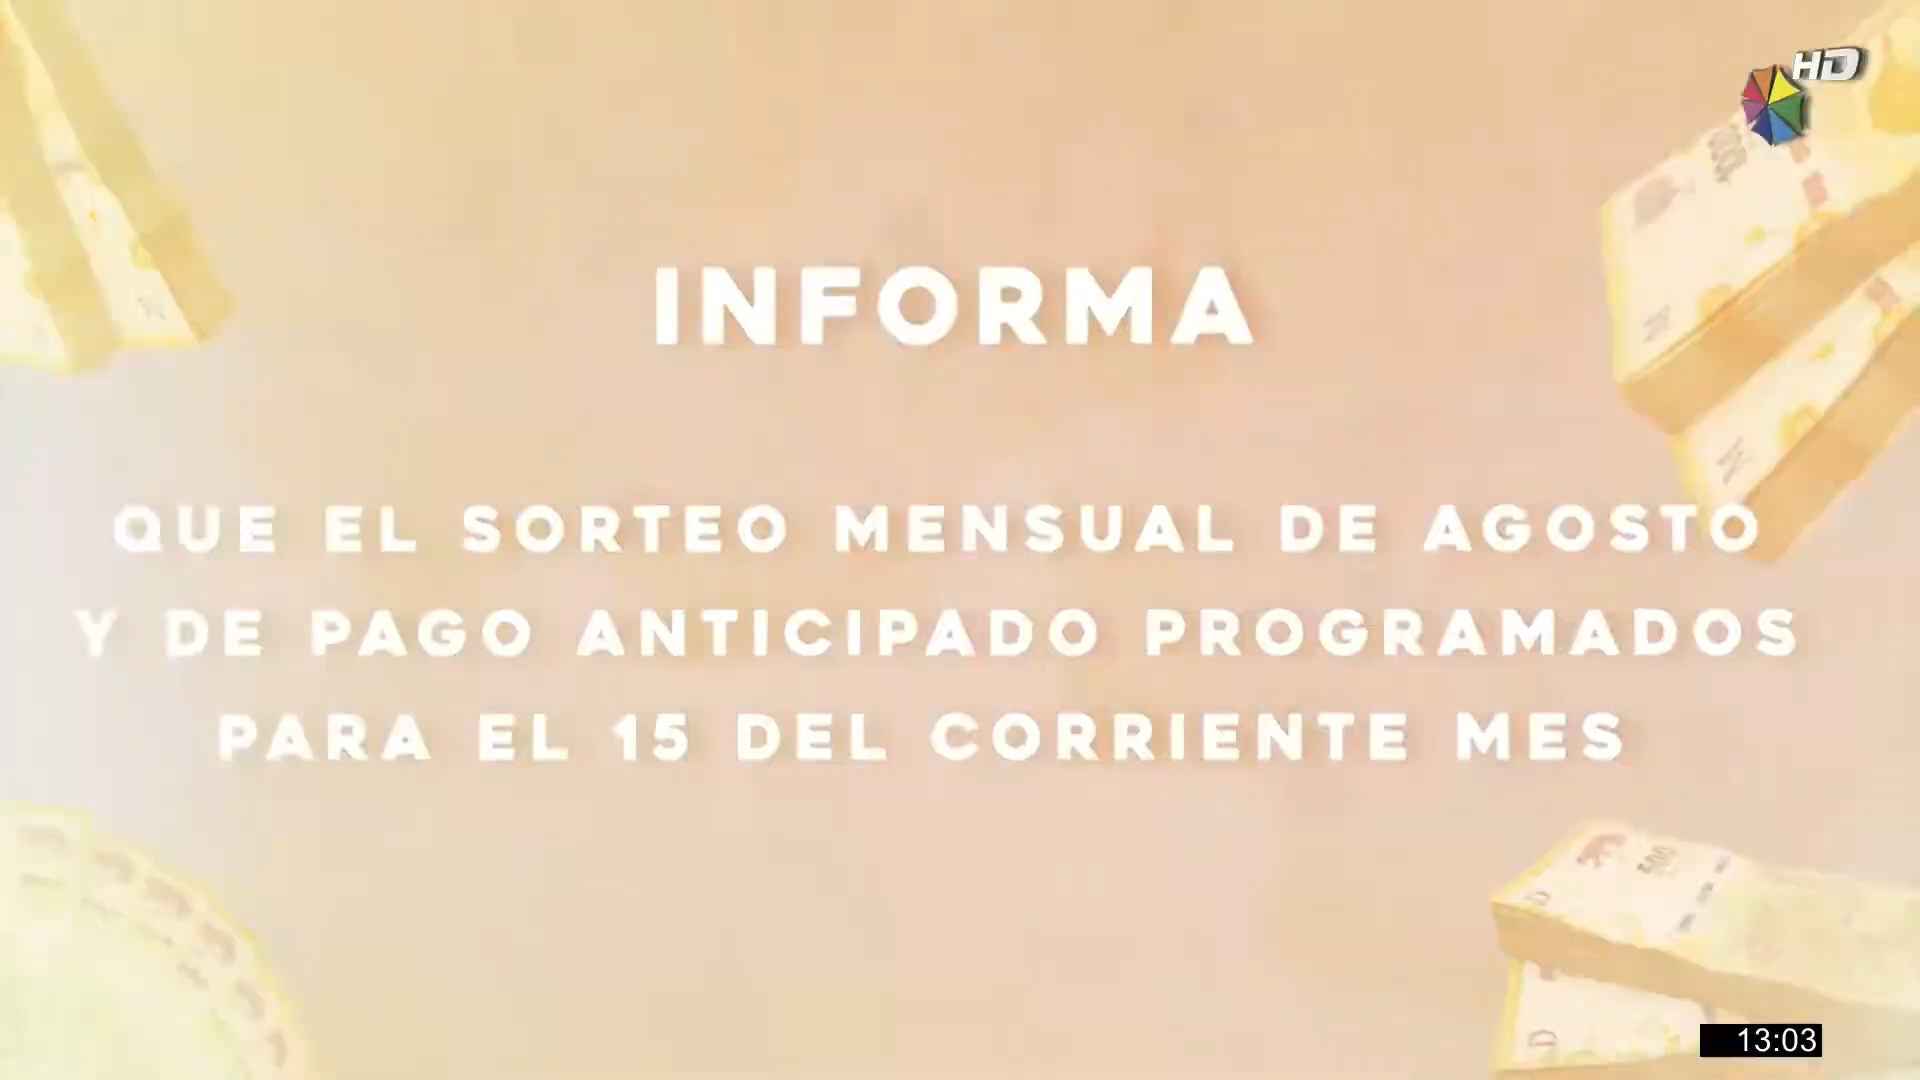 HD
INFORMA
QUE EL SORTEO MENSUAL DE AGOSTO
Y DE PAGO ANTICIPADO PROGRAMADOS
PARA EL 15 DEL CORRIENTE MES
500
13:03